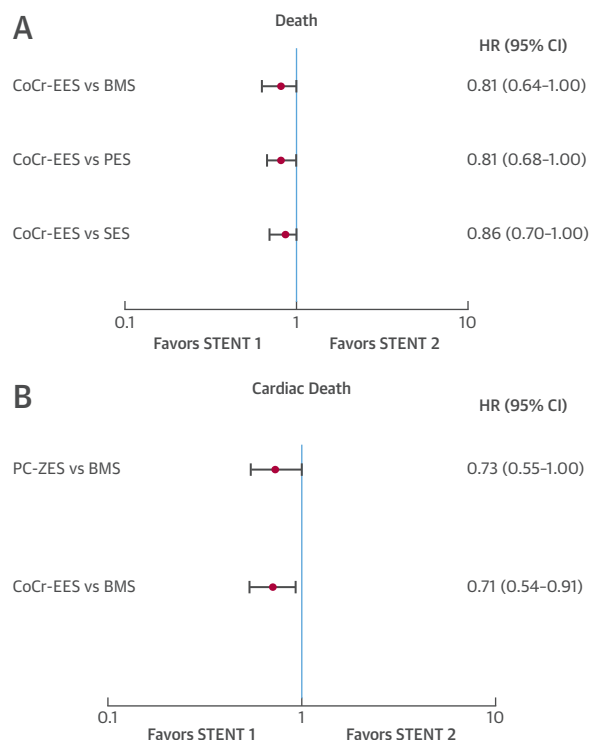 A
Death
HR (95% CI)
CoCr-EES vs BMS 0.81 (0.64–1.00)
CoCr-EES vs PES 0.81 (0.68–1.00)
CoCr-EES vs SES 0.86 (0.70–1.00)
0.1 1 10
Favors STENT 1 Favors STENT 2
B
Cardiac Death
HR (95% CI)
PC-ZES vs BMS 0.73 (0.55–1.00)
CoCr-EES vs BMS 0.71 (0.54–0.91)
0.1 1 10
Favors STENT 1 Favors STENT 2